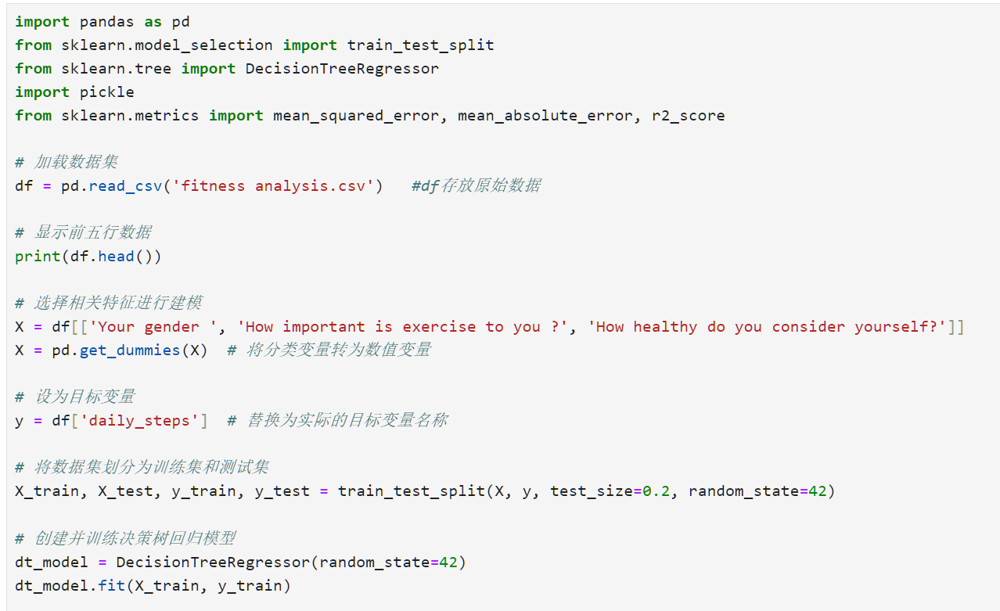 import pandas as pd
from sklearn.model_selection import train_test_split
from sklearn.tree import DecisionTreeRegressor
import pickle
from sklearn.metrics import mean_squared_error, mean_absolute_error, r2_score
# 加载数据集
df = pd.read_csv('fitness analysis.csv')   #df存放原始数据
# 显示前五行数据
print(df.head())
# 选择相关特征进行建模
X = df[['Your gender ', 'How important is exercise to you ?', 'How healthy do you consider yourself?']]
X = pd.get_dummies(X)  # 将分类变量转为数值变量
# 设为目标变量
y = df['daily_steps']  # 替换为实际的目标变量名称
# 将数据集划分为训练集和测试集
X_train, X_test, y_train, y_test = train_test_split(X, y, test_size=0.2, random_state=42)
# 创建并训练决策树回归模型
dt_model = DecisionTreeRegressor(random_state=42)
dt_model.fit(X_train, y_train)